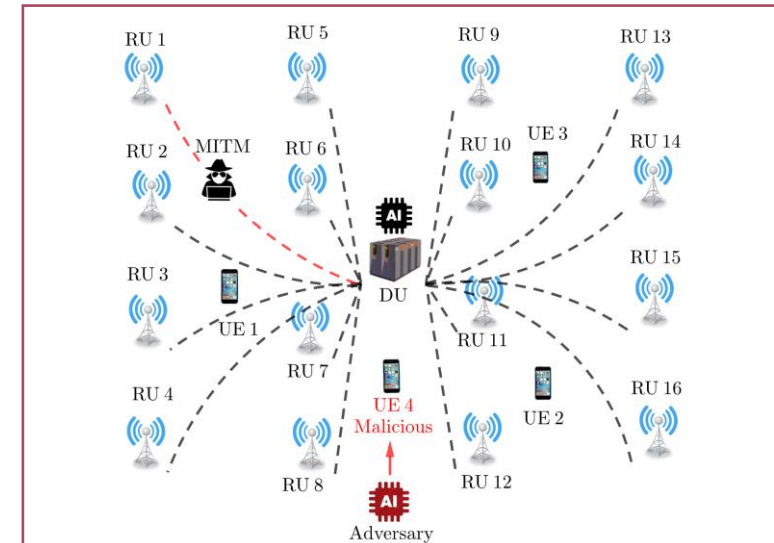 RU 1
RU 5
RU 9
RU 13
MITM
RU 2
RU 6
RU 10
UE 3
RU 14
AI
RU 3
UE 1
DU
RU 15
RU 7
RU 11
RU 4
UE 4
Malicious
UE 2
RU 16
RU 8
RU 12
AI
Adversary